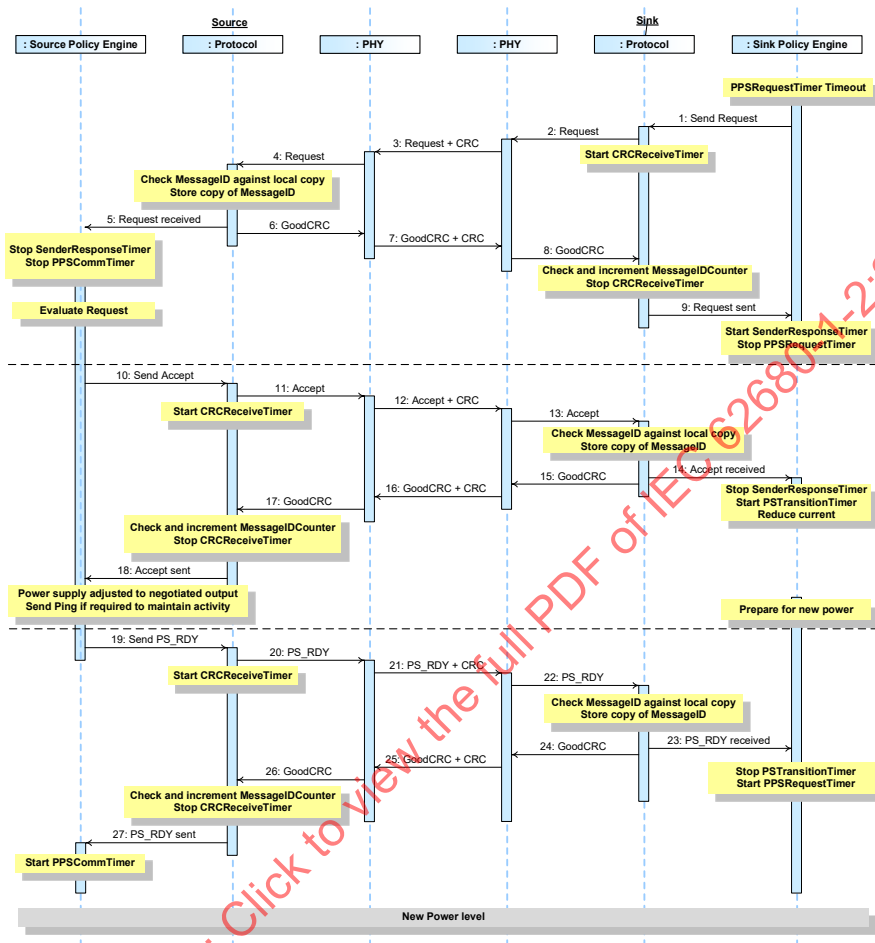 Source
Sink
: Source Policy Engine
: Protocol
: PHY
: PHY
: Protocol
: Sink Policy Engine
PPSRequestTimer Timeout
1: Send Request
2: Request
Start CRCReceiveTimer
3: Request + CRC
4: Request
Check MessageID against local copy
Store copy of MessageID
5: Request received
6: GoodCRC
7: GoodCRC + CRC
8: GoodCRC
Stop SenderResponseTimer
Stop PPSCommTimer
Check and increment MessageIDCounter
Stop CRCReceiveTimer
9: Request sent
Evaluate Request
Start SenderResponseTimer
Stop PPSRequestTimer
10: Send Accept
11: Accept
Start CRCReceiveTimer
12: Accept + CRC
13: Accept
Check MessageID against local copy
Store copy of MessageID
14: Accept received
15: GoodCRC
16: GoodCRC + CRC
17: GoodCRC
Stop SenderResponseTimer
Start PSTransitionTimer
Reduce current
Check and increment MessageIDCounter
Stop CRCReceiveTimer
18: Accept sent
Power supply adjusted to negotiated output
Send Ping if required to maintain activity
Prepare for new power
19: Send PS_RDY
20: PS_RDY
Start CRCReceiveTimer
21: PS_RDY + CRC
22: PS_RDY
Check MessageID against local copy
Store copy of MessageID
23: PS_RDY received
24: GoodCRC
25: GoodCRC + CRC
26: GoodCRC
Stop PSTransitionTimer
Start PPSRequestTimer
Check and increment MessageIDCounter
Stop CRCReceiveTimer
27: PS_RDY sent
Start PPSCommTimer
New Power level
: Click to view the full PDF of IEC 62680-1-2: